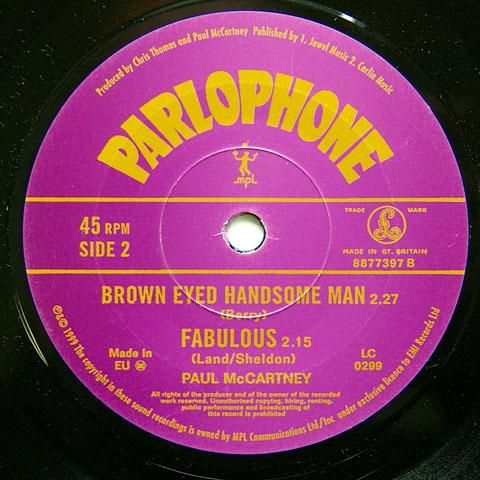 Produced by Chris Thomas and Paul McCartney Published by 1. Jewel Music 2. Carlin Music
PARLOPHONE
mpl
45 RPM
SIDE 2
TRADE MARK
£
MADE IN GT. BRITAIN
8877397 B
BROWN EYED HANDSOME MAN 2.27
(Berry)
FABULOUS 2.15
(Land/Sheldon)
PAUL McCARTNEY
Made In
EU
LC
0299
All rights of the producer and of the owner of the recorded
work reserved. Unauthorised copying, hiring, renting,
public performance and broadcasting of
this record is prohibited.
℗&© 1999 The copyright in these sound recordings is owned by MPL Communications Ltd/Inc under exclusive licence to EMI Records Ltd